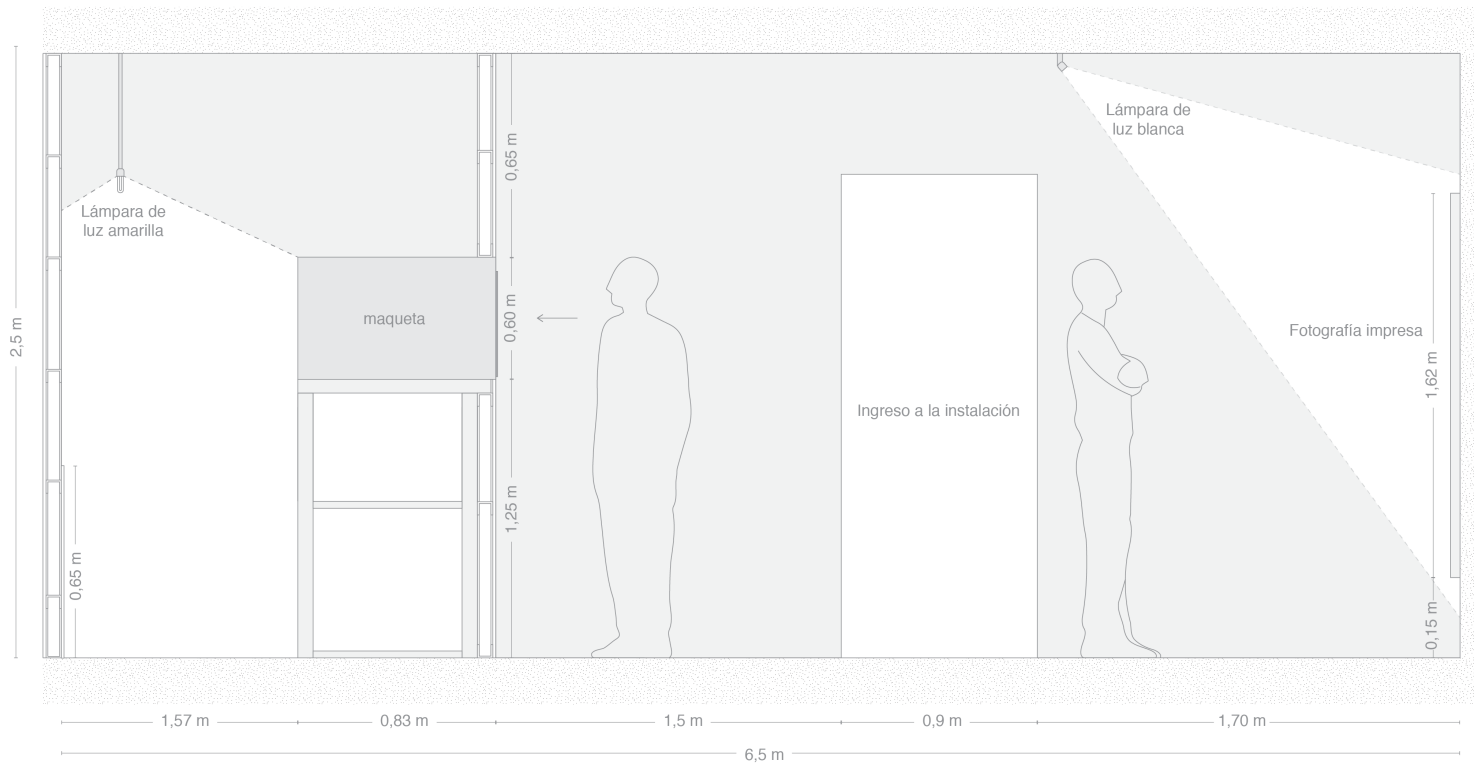 Lámpara de
luz blanca
0,65 m
Lámpara de
luz amarilla
maqueta
0,60 m
2,5 m
Fotografía impresa
1,62 m
Ingreso a la instalación
1,25 m
0,65 m
0,15 m
1,57 m
0,83 m
1,5 m
0,9 m
1,70 m
6,5 m